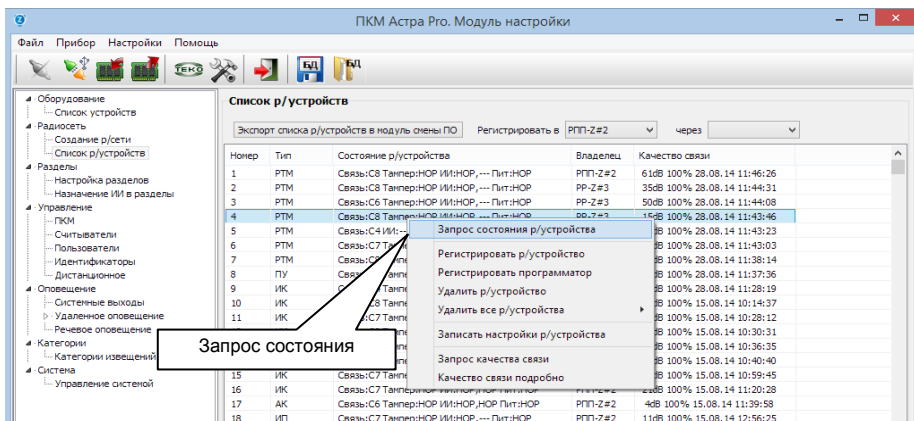 ПКМ Астра Pro. Модуль настройки
Файл Прибор Настройки Помощь
ТЕКО БД БД
Оборудование
Список устройств
Радиосеть
Создание р/сети
Список р/устройств
Разделы
Настройка разделов
Назначение ИИ в разделы
Управление
ПКМ
Считыватели
Пользователи
Идентификаторы
Дистанционное
Оповещение
Системные выходы
Удаленное оповещение
Речевое оповещение
Категории
Категории извещений
Система
Управление системой
Список р/устройств
Экспорт списка р/устройств в модуль смены ПО Регистрировать в РПП-Z#2 через
Номер Тип Состояние р/устройства Владелец Качество связи
1 РТМ Связь:С8 Тампер:НОР ИИ:НОР,--- Пит:НОР РПП-Z#2 61dB 100% 28.08.14 11:46:26
2 РТМ Связь:С8 Тампер:НОР ИИ:НОР,--- Пит:НОР РР-Z#3 35dB 100% 28.08.14 11:44:31
3 РТМ Связь:С6 Тампер:НОР ИИ:НОР,--- Пит:НОР РР-Z#3 50dB 100% 28.08.14 11:44:08
4 РТМ Связь:С8 Тампер:НОР ИИ:НОР,--- Пит:НОР РР-Z#3 15dB 100% 28.08.14 11:43:46
5 РТМ Связь:С4 ИИ:-- dB 100% 28.08.14 11:43:23
6 РТМ Связь:С7 dB 100% 28.08.14 11:43:03
7 РТМ dB 100% 28.08.14 11:38:14
8 ПУ dB 100% 28.08.14 11:37:36
9 ИК dB 100% 28.08.14 11:28:19
10 ИК dB 100% 15.08.14 10:14:37
11 ИК dB 100% 15.08.14 10:28:12
dB 100% 15.08.14 10:30:31
dB 100% 15.08.14 10:36:35
dB 100% 15.08.14 10:40:40
15 ИК Связь:С7 dB 100% 15.08.14 10:59:45
16 ИК Связь:С7 Тампер:НОР ИИ:НОР,НОР Пит:НОР РПП-Z#2 21dB 100% 15.08.14 11:20:28
17 АК Связь:С6 Тампер:НОР ИИ:НОР,НОР Пит:НОР РПП-Z#2 4dB 100% 15.08.14 11:39:58
18 ИП Связь:С7 Тампер:НОР ИИ:НОР,--- Пит:НОР РПП-Z#2 11dB 100% 15.08.14 12:56:25
Запрос состояния р/устройства
Регистрировать р/устройство
Регистрировать программатор
Удалить р/устройство
Удалить все р/устройства
Записать настройки р/устройства
Запрос качества связи
Качество связи подробно
Запрос состояния